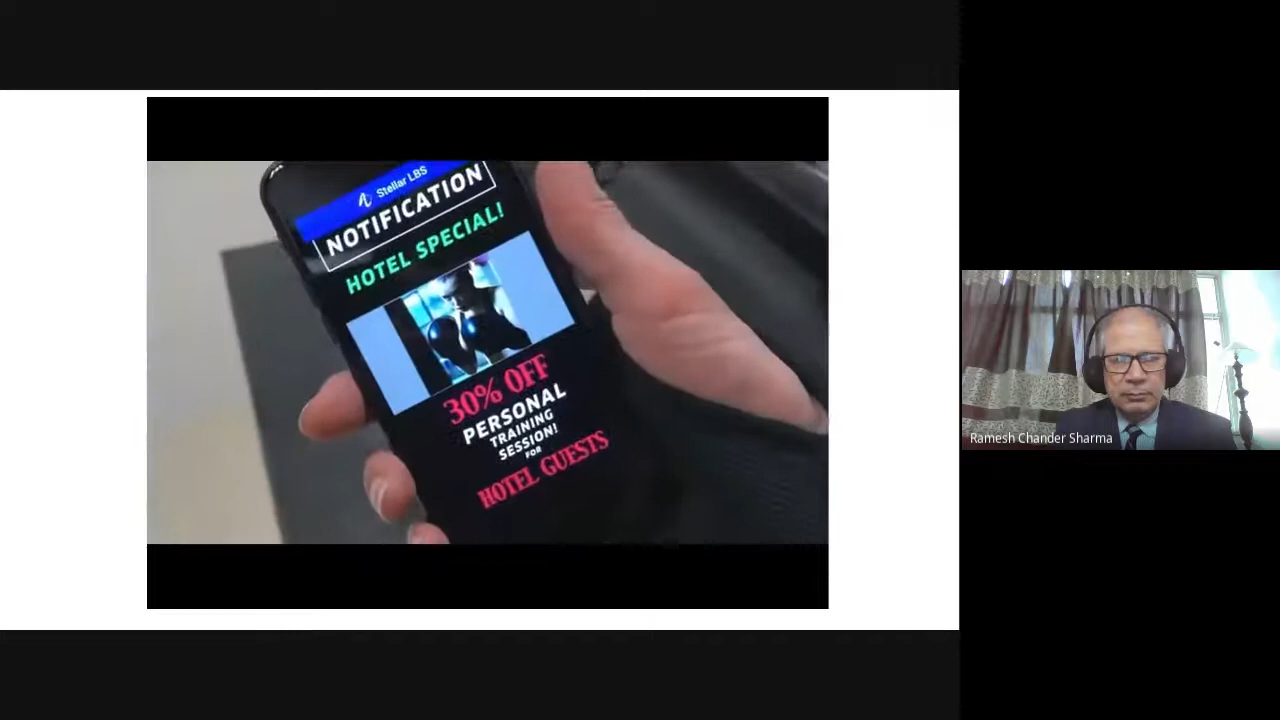 Stellar LBS
NOTIFICATION
HOTEL SPECIAL!
30% OFF
PERSONAL
TRAINING
SESSION!
FOR
HOTEL GUESTS
Ramesh Chander Sharma